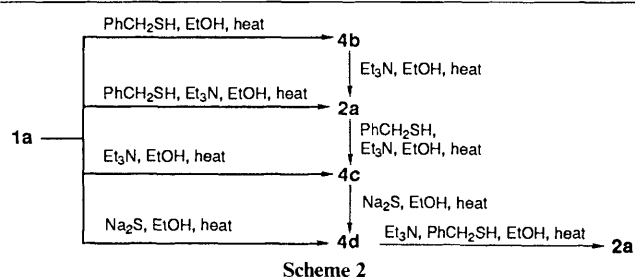 PhCH₂SH, EtOH, heat
4b
Et₃N, EtOH, heat
PhCH₂SH, Et₃N, EtOH, heat
2a
1a
PhCH₂SH,
Et₃N, EtOH, heat
Et₃N, EtOH, heat
4c
Na₂S, EtOH, heat
Na₂S, EtOH, heat
4d
Et₃N, PhCH₂SH, EtOH, heat
2a
Scheme 2